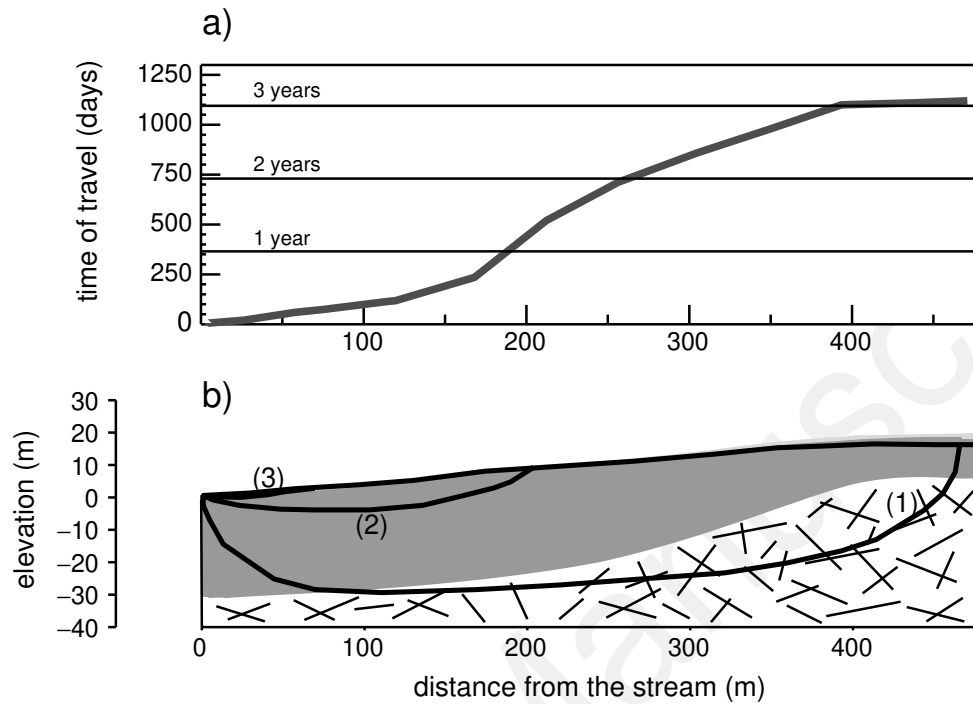 a)
time of travel (days)
1250
1000
750
500
250
0
3 years
2 years
1 year
100
200
300
400
b)
elevation (m)
30
20
10
0
−10
−20
−30
−40
(3)
(2)
(1)
0
100
200
300
400
distance from the stream (m)
Manusc